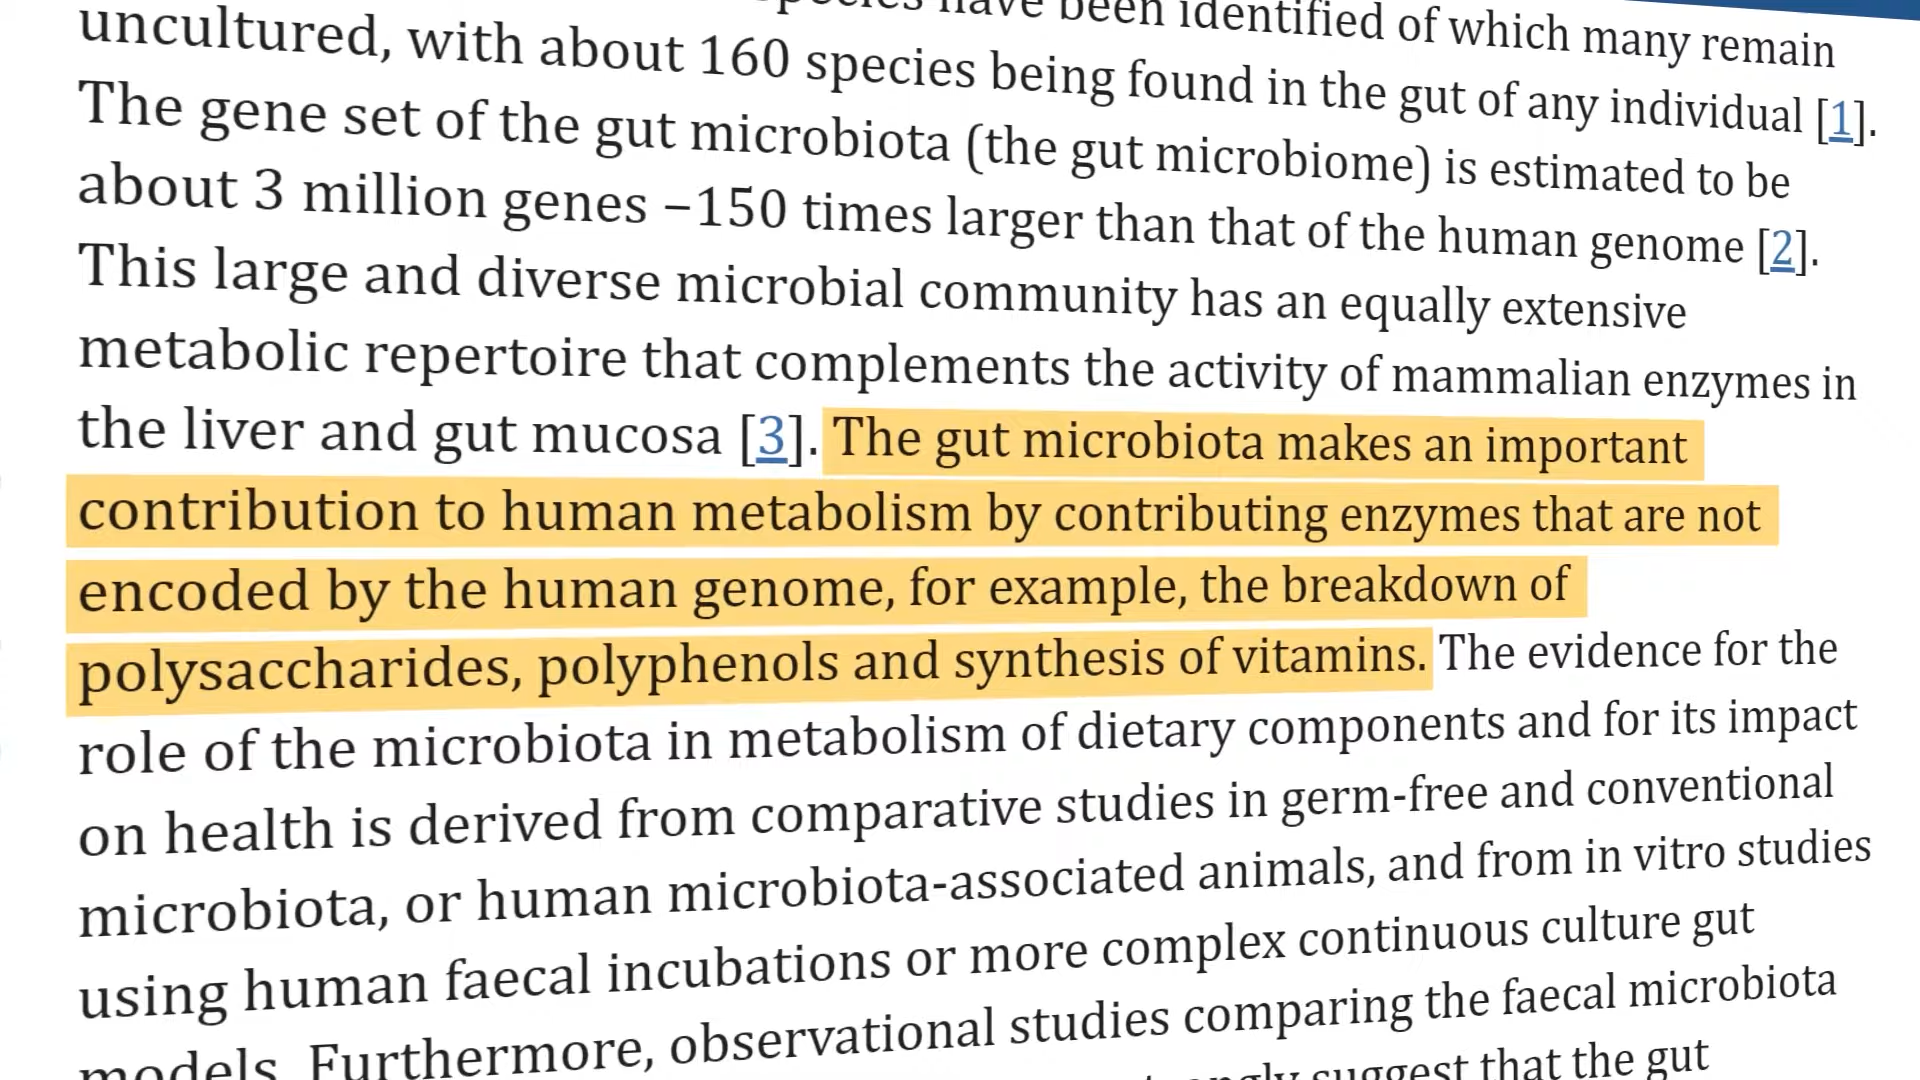 species have been identified of which many remain
uncultured, with about 160 species being found in the gut of any individual [1].
The gene set of the gut microbiota (the gut microbiome) is estimated to be
about 3 million genes −150 times larger than that of the human genome [2].
This large and diverse microbial community has an equally extensive
metabolic repertoire that complements the activity of mammalian enzymes in
the liver and gut mucosa [3]. The gut microbiota makes an important
contribution to human metabolism by contributing enzymes that are not
encoded by the human genome, for example, the breakdown of
polysaccharides, polyphenols and synthesis of vitamins. The evidence for the
role of the microbiota in metabolism of dietary components and for its impact
on health is derived from comparative studies in germ-free and conventional
microbiota, or human microbiota-associated animals, and from in vitro studies
using human faecal incubations or more complex continuous culture gut
models. Furthermore, observational studies comparing the faecal microbiota
suggest that the gut